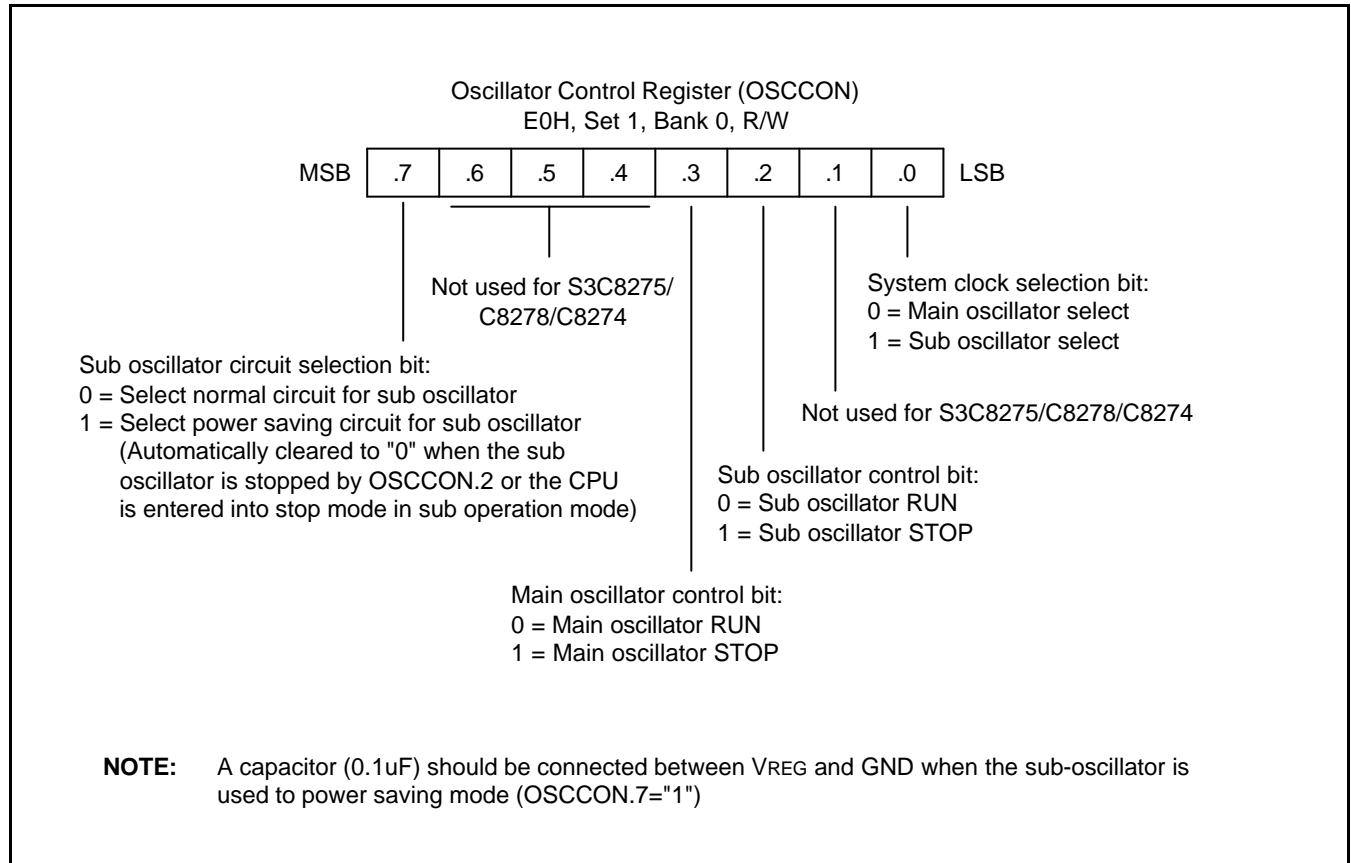 Oscillator Control Register (OSCCON)
E0H, Set 1, Bank 0, R/W
MSB .7 .6 .5 .4 .3 .2 .1 .0 LSB
Not used for S3C8275/
C8278/C8274
System clock selection bit:
0 = Main oscillator select
1 = Sub oscillator select
Sub oscillator circuit selection bit:
0 = Select normal circuit for sub oscillator
1 = Select power saving circuit for sub oscillator
(Automatically cleared to "0" when the sub
oscillator is stopped by OSCCON.2 or the CPU
is entered into stop mode in sub operation mode)
Not used for S3C8275/C8278/C8274
Sub oscillator control bit:
0 = Sub oscillator RUN
1 = Sub oscillator STOP
Main oscillator control bit:
0 = Main oscillator RUN
1 = Main oscillator STOP
NOTE: A capacitor (0.1uF) should be connected between VREG and GND when the sub-oscillator is
used to power saving mode (OSCCON.7="1")